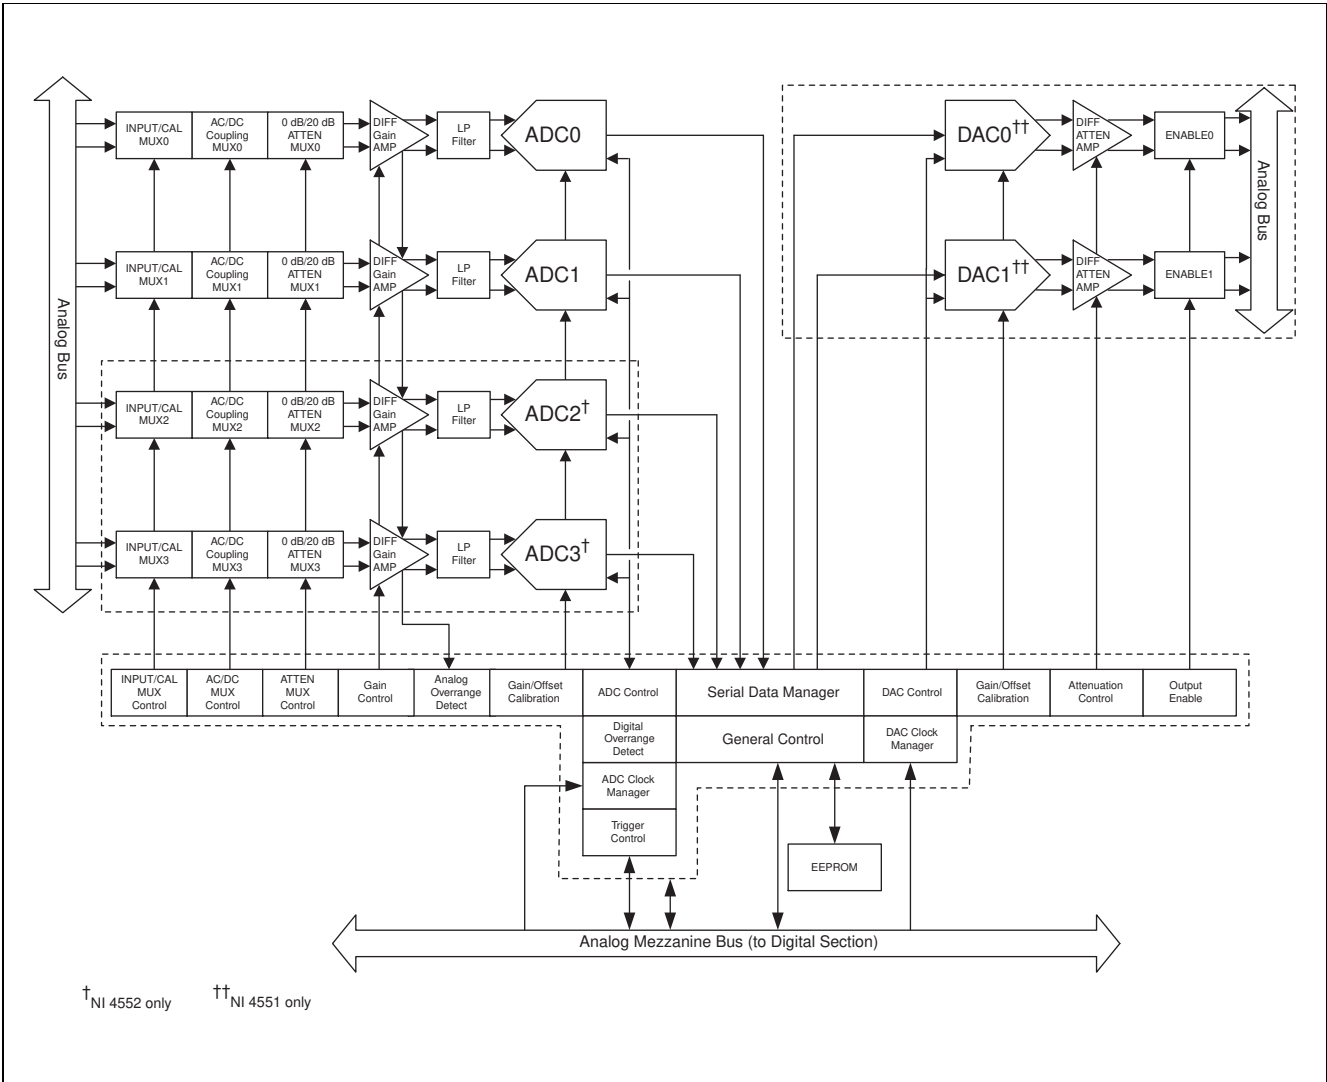 INPUT/CAL
MUX0
AC/DC
Coupling
MUX0
0 dB/20 dB
ATTEN
MUX0
DIFF
Gain
AMP
LP
Filter
ADC0
DAC0††
DIFF
ATTEN
AMP
ENABLE0
Analog Bus
INPUT/CAL
MUX1
AC/DC
Coupling
MUX1
0 dB/20 dB
ATTEN
MUX1
DIFF
Gain
AMP
LP
Filter
ADC1
DAC1††
DIFF
ATTEN
AMP
ENABLE1
Analog Bus
INPUT/CAL
MUX2
AC/DC
Coupling
MUX2
0 dB/20 dB
ATTEN
MUX2
DIFF
Gain
AMP
LP
Filter
ADC2†
INPUT/CAL
MUX3
AC/DC
Coupling
MUX3
0 dB/20 dB
ATTEN
MUX3
DIFF
Gain
AMP
LP
Filter
ADC3†
INPUT/CAL
MUX
Control
AC/DC
MUX
Control
ATTEN
MUX
Control
Gain
Control
Analog
Overrange
Detect
Gain/Offset
Calibration
ADC Control
Serial Data Manager
DAC Control
Gain/Offset
Calibration
Attenuation
Control
Output
Enable
Digital
Overrange
Detect
General Control
DAC Clock
Manager
ADC Clock
Manager
Trigger
Control
EEPROM
Analog Mezzanine Bus (to Digital Section)
†NI 4552 only
††NI 4551 only